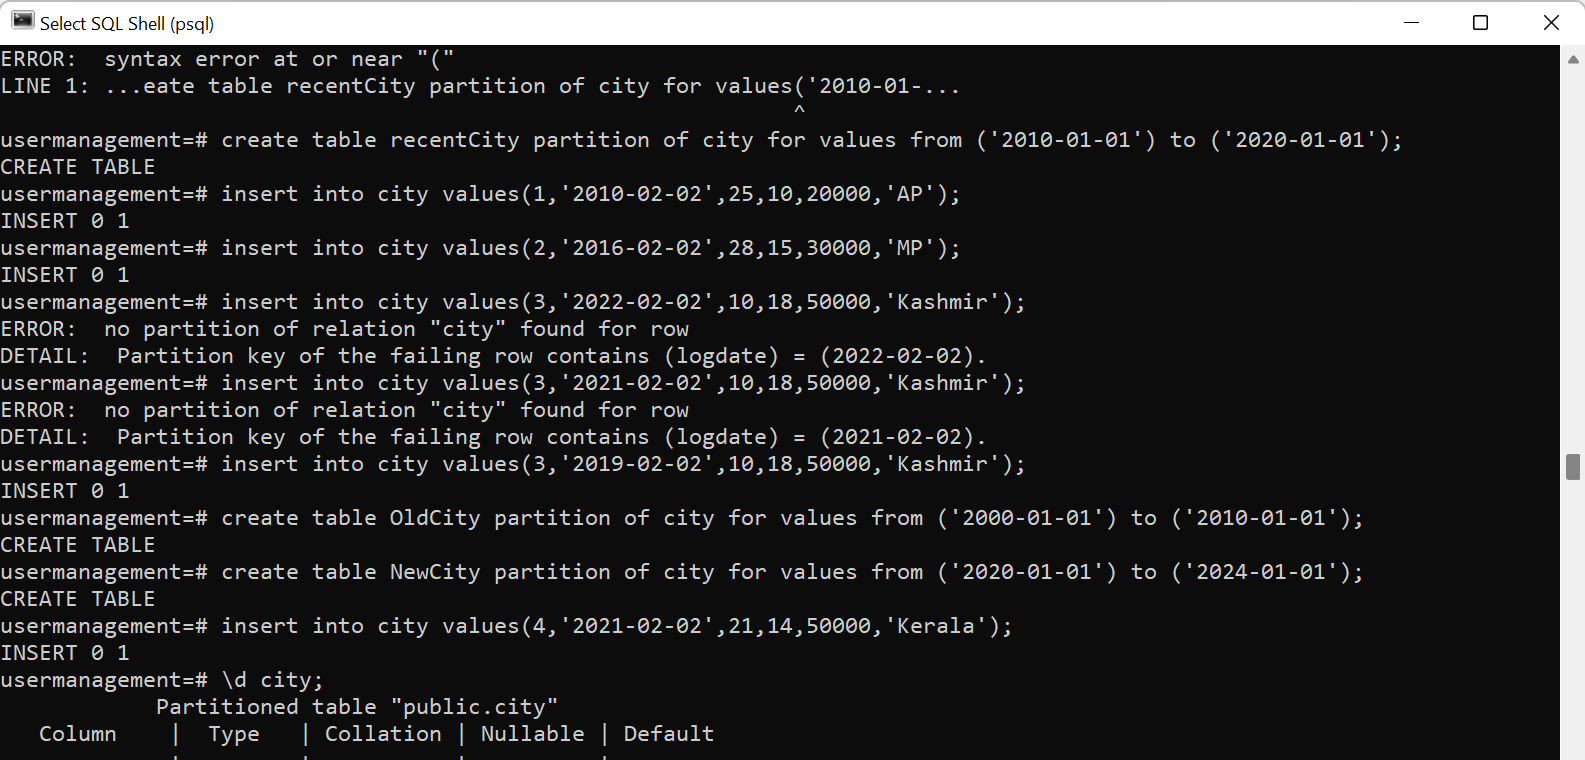 Select SQL Shell (psql)
ERROR:  syntax error at or near "("
LINE 1: ...eate table recentCity partition of city for values('2010-01-...
^
usermanagement=# create table recentCity partition of city for values from ('2010-01-01') to ('2020-01-01');
CREATE TABLE
usermanagement=# insert into city values(1,'2010-02-02',25,10,20000,'AP');
INSERT 0 1
usermanagement=# insert into city values(2,'2016-02-02',28,15,30000,'MP');
INSERT 0 1
usermanagement=# insert into city values(3,'2022-02-02',10,18,50000,'Kashmir');
ERROR:  no partition of relation "city" found for row
DETAIL:  Partition key of the failing row contains (logdate) = (2022-02-02).
usermanagement=# insert into city values(3,'2021-02-02',10,18,50000,'Kashmir');
ERROR:  no partition of relation "city" found for row
DETAIL:  Partition key of the failing row contains (logdate) = (2021-02-02).
usermanagement=# insert into city values(3,'2019-02-02',10,18,50000,'Kashmir');
INSERT 0 1
usermanagement=# create table OldCity partition of city for values from ('2000-01-01') to ('2010-01-01');
CREATE TABLE
usermanagement=# create table NewCity partition of city for values from ('2020-01-01') to ('2024-01-01');
CREATE TABLE
usermanagement=# insert into city values(4,'2021-02-02',21,14,50000,'Kerala');
INSERT 0 1
usermanagement=# \d city;
Partitioned table "public.city"
Column    |  Type   | Collation | Nullable | Default